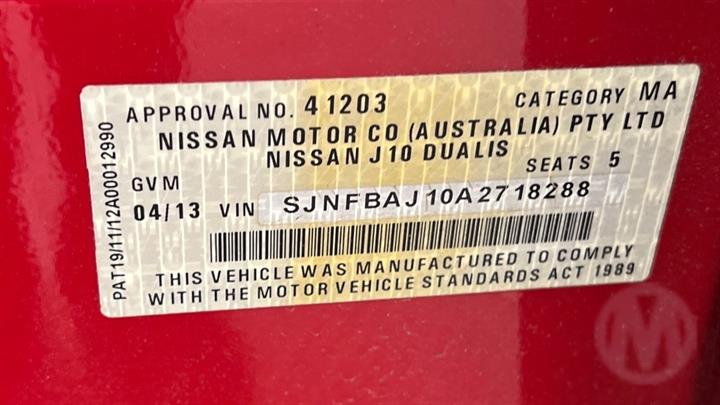 APPROVAL NO. 41203 CATEGORY MA
NISSAN MOTOR CO (AUSTRALIA) PTY LTD
NISSAN J10 DUALIS
GVM SEATS 5
04/13 VIN SJNFBAJ10A2718288
THIS VEHICLE WAS MANUFACTURED TO COMPLY
WITH THE MOTOR VEHICLE STANDARDS ACT 1989
PAT19/11/12A00012990
M